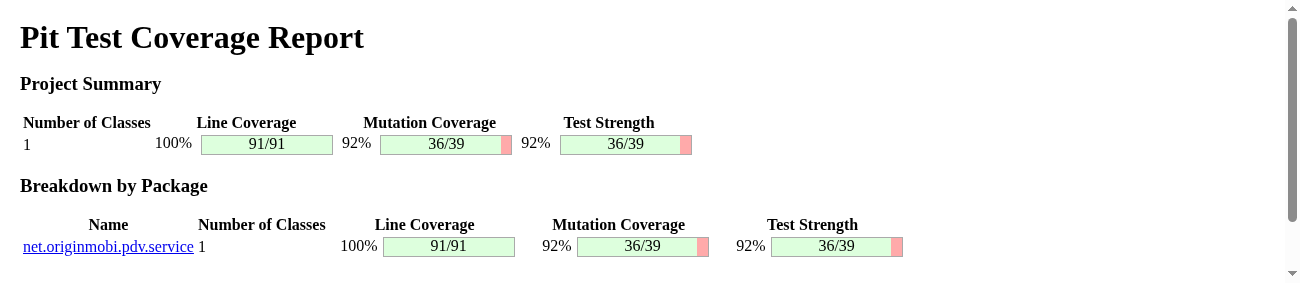 Pit Test Coverage Report
Project Summary
Number of Classes Line Coverage Mutation Coverage Test Strength
1 100% 91/91 92% 36/39 92% 36/39
Breakdown by Package
Name Number of Classes Line Coverage Mutation Coverage Test Strength
net.originmobi.pdv.service 1 100% 91/91 92% 36/39 92% 36/39